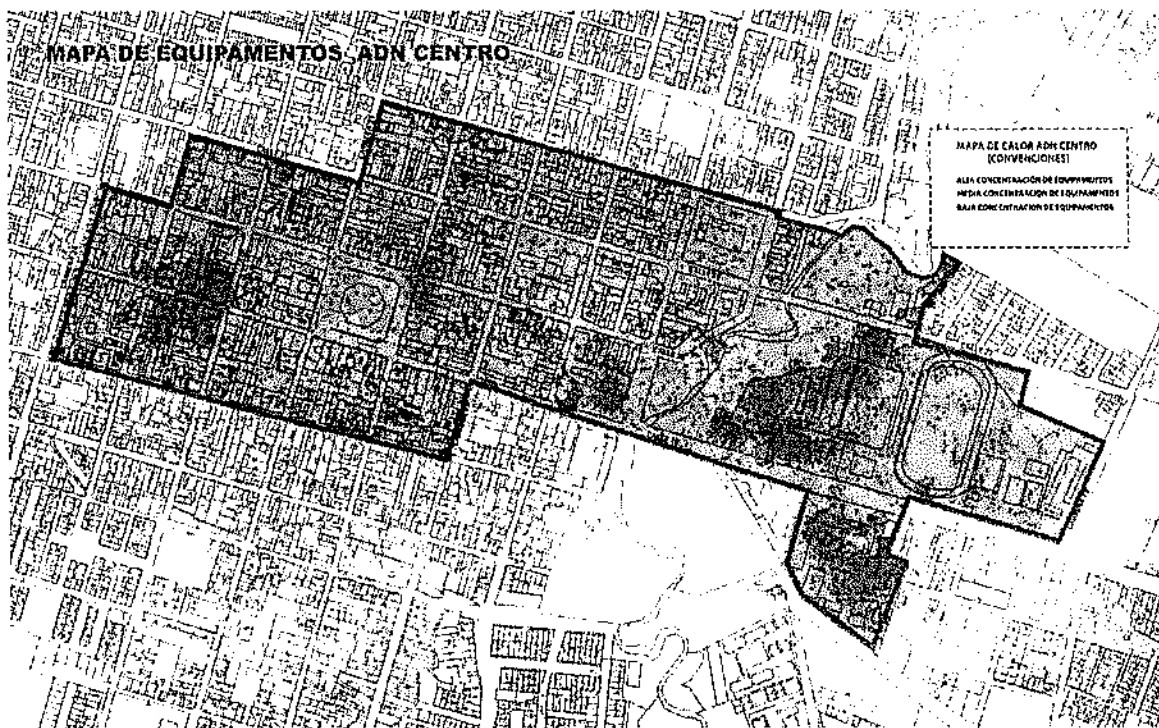 MAPA DE EQUIPAMENTOS ADN CENTRO
MAPA DE CALOR ADN CENTRO
(CONVENCIONES)
ALTA CONCENTRACIÓN DE EQUIPAMENTOS
MEDIA CONCENTRACIÓN DE EQUIPAMENTOS
BAJA CONCENTRACIÓN DE EQUIPAMENTOS